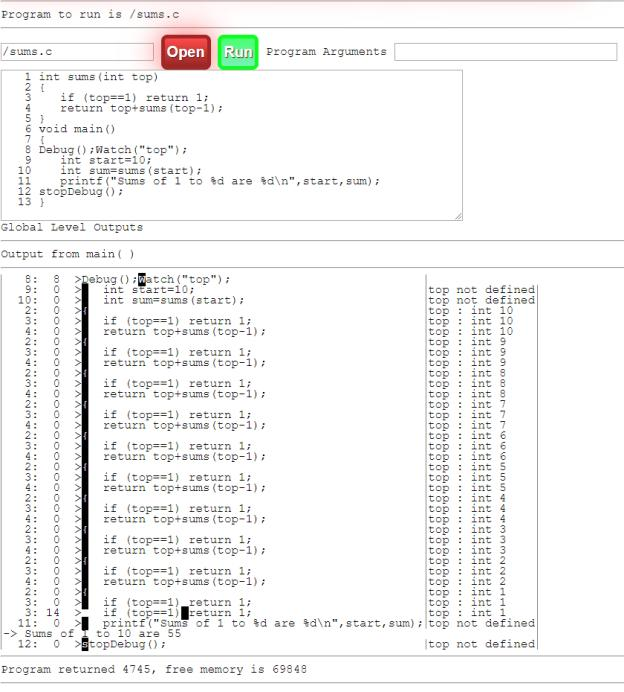 Program to run is /sums.c
/sums.c Open Run Program Arguments
1 int sums(int top)
2 {
3    if (top==1) return 1;
4    return top+sums(top-1);
5 }
6 void main()
7 {
8 Debug();Watch("top");
9    int start=10;
10    int sum=sums(start);
11    printf("Sums of 1 to %d are %d\n",start,sum);
12 stopDebug();
13 }
Global Level Outputs
Output from main( )
8: 8 >Debug();Watch("top"); |
9: 0 >   int start=10; |top not defined|
10: 0 >   int sum=sums(start); |top not defined|
2: 0 >{ |top : int 10
3: 0 >   if (top==1) return 1; |top : int 10
4: 0 >   return top+sums(top-1); |top : int 10
2: 0 >{ |top : int 9
3: 0 >   if (top==1) return 1; |top : int 9
4: 0 >   return top+sums(top-1); |top : int 9
2: 0 >{ |top : int 8
3: 0 >   if (top==1) return 1; |top : int 8
4: 0 >   return top+sums(top-1); |top : int 8
2: 0 >{ |top : int 7
3: 0 >   if (top==1) return 1; |top : int 7
4: 0 >   return top+sums(top-1); |top : int 7
2: 0 >{ |top : int 6
3: 0 >   if (top==1) return 1; |top : int 6
4: 0 >   return top+sums(top-1); |top : int 6
2: 0 >{ |top : int 5
3: 0 >   if (top==1) return 1; |top : int 5
4: 0 >   return top+sums(top-1); |top : int 5
2: 0 >{ |top : int 4
3: 0 >   if (top==1) return 1; |top : int 4
4: 0 >   return top+sums(top-1); |top : int 4
2: 0 >{ |top : int 3
3: 0 >   if (top==1) return 1; |top : int 3
4: 0 >   return top+sums(top-1); |top : int 3
2: 0 >{ |top : int 2
3: 0 >   if (top==1) return 1; |top : int 2
4: 0 >   return top+sums(top-1); |top : int 2
2: 0 >{ |top : int 1
3: 0 >   if (top==1) return 1; |top : int 1
3: 14 >   if (top==1) return 1; |top : int 1
11: 0 >   printf("Sums of 1 to %d are %d\n",start,sum);|top not defined|
-> Sums of 1 to 10 are 55
12: 0 >stopDebug(); |top not defined|
Program returned 4745, free memory is 69848